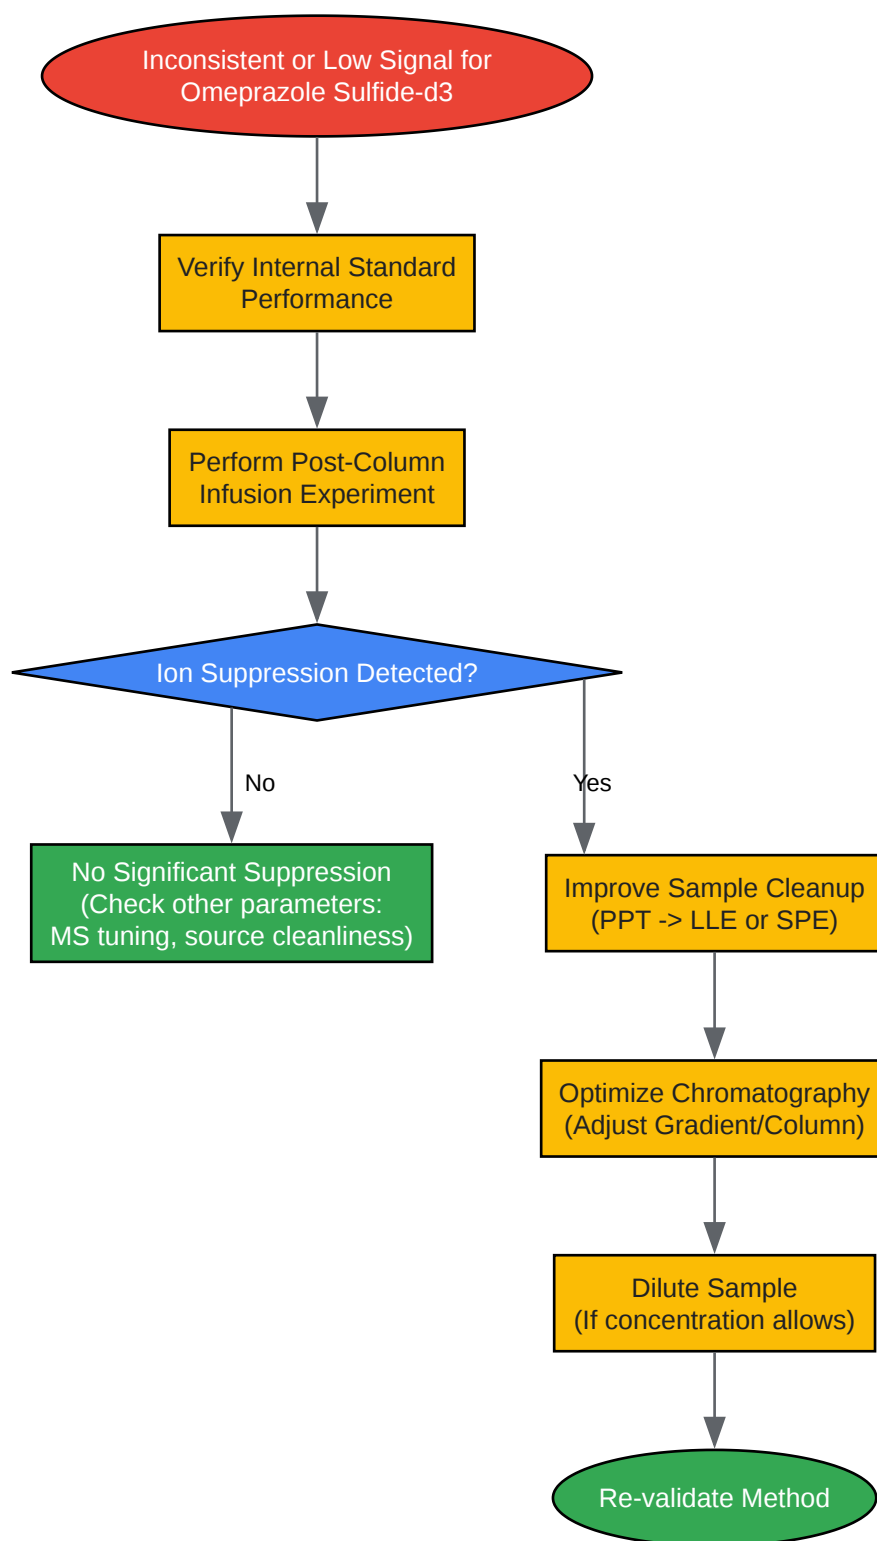 Inconsistent or Low Signal for
Omeprazole Sulfide-d3
Verify Internal Standard
Performance
Perform Post-Column
Infusion Experiment
Ion Suppression Detected?
No
Yes
No Significant Suppression
(Check other parameters:
MS tuning, source cleanliness)
Improve Sample Cleanup
(PPT -> LLE or SPE)
Optimize Chromatography
(Adjust Gradient/Column)
Dilute Sample
(If concentration allows)
Re-validate Method